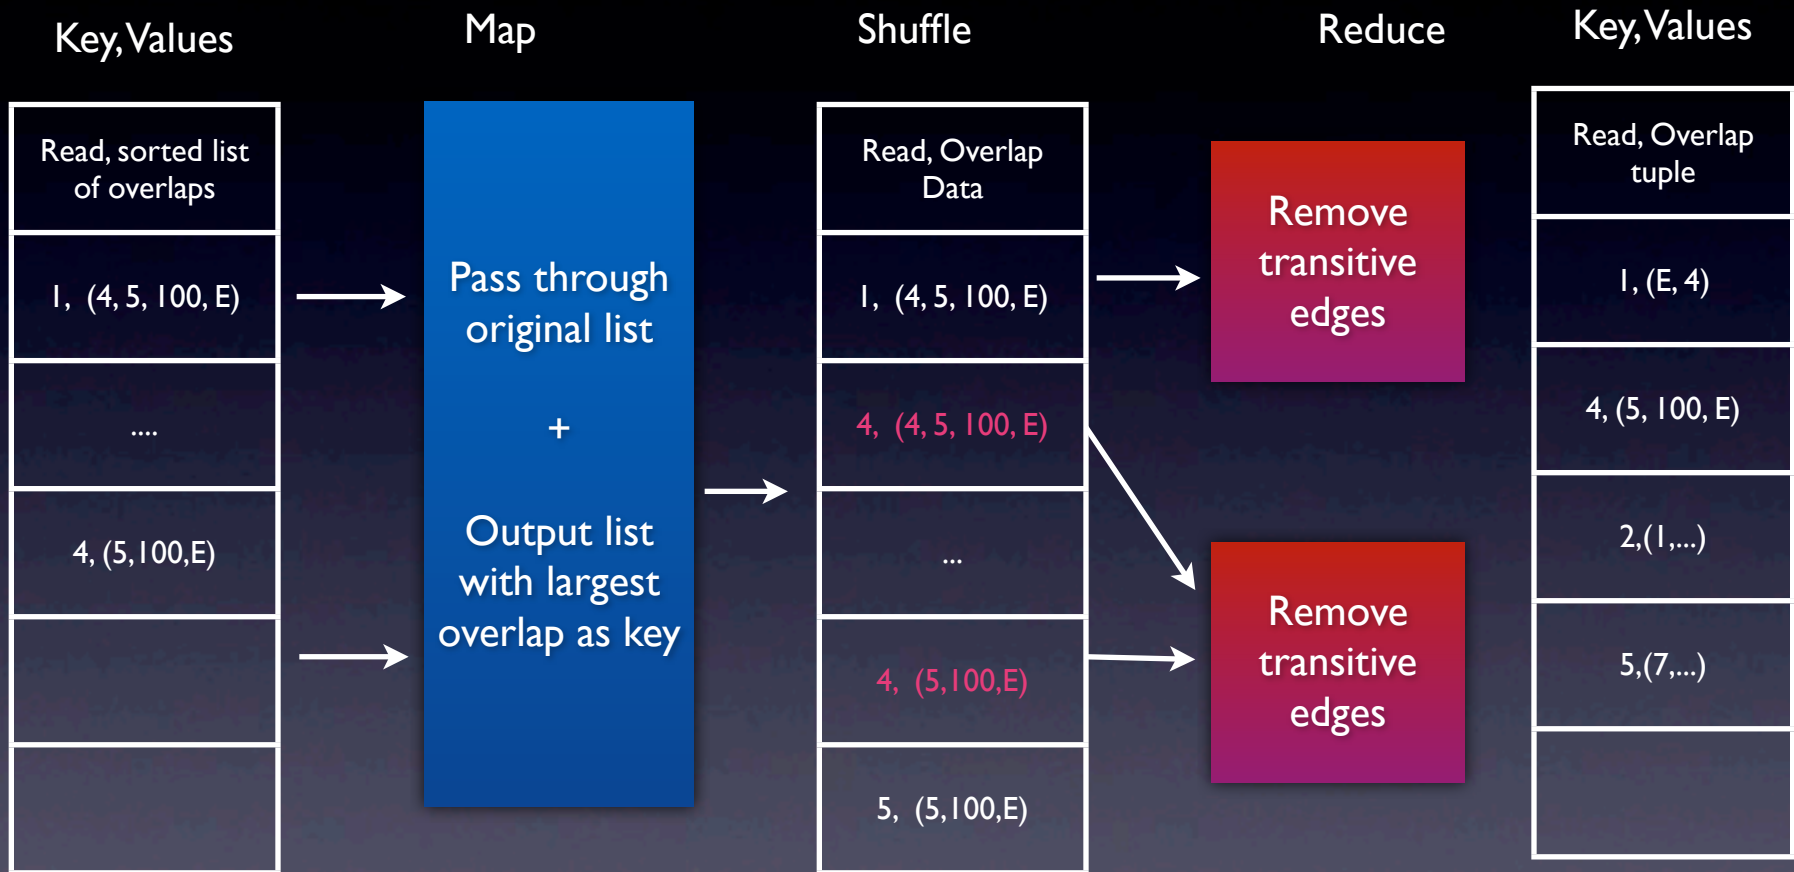 Key, Values
Map
Shuffle
Reduce
Key, Values
Read, sorted list
of overlaps
1, (4, 5, 100, E)
....
4, (5,100,E)
Pass through
original list
+
Output list
with largest
overlap as key
Read, Overlap
Data
1, (4, 5, 100, E)
4, (4, 5, 100, E)
...
4, (5,100,E)
5, (5,100,E)
Remove
transitive
edges
Remove
transitive
edges
Read, Overlap
tuple
1, (E, 4)
4, (5, 100, E)
2,(1,...)
5,(7,...)